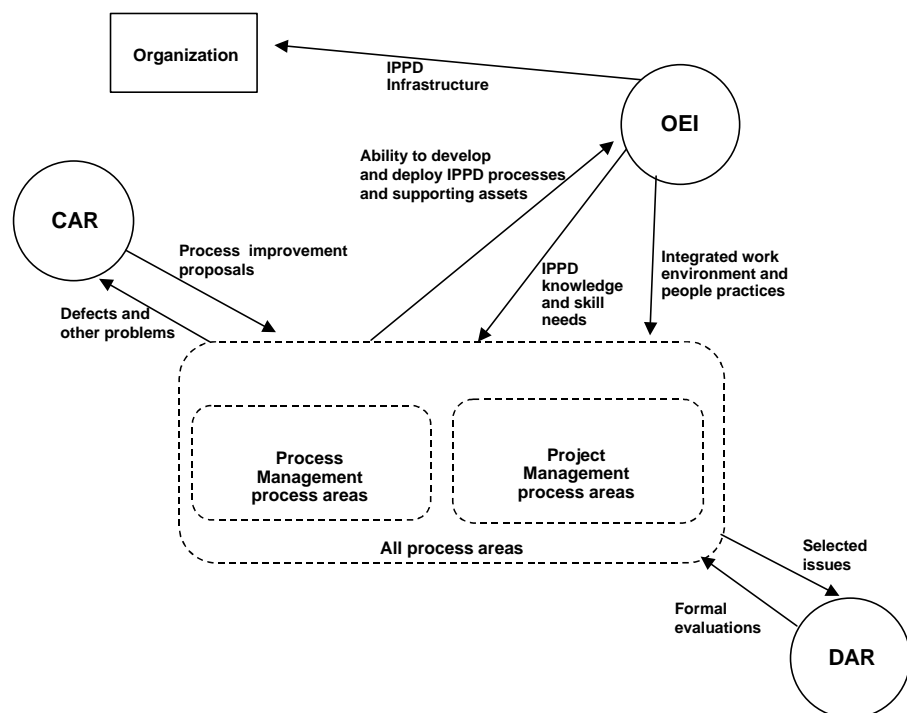 Organization
IPPD
Infrastructure
OEI
Ability to develop
and deploy IPPD processes
and supporting assets
CAR
Process improvement
proposals
IPPD
knowledge
and skill
needs
Integrated work
environment and
people practices
Defects and
other problems
Process
Management
process areas
Project
Management
process areas
All process areas
Selected
issues
Formal
evaluations
DAR